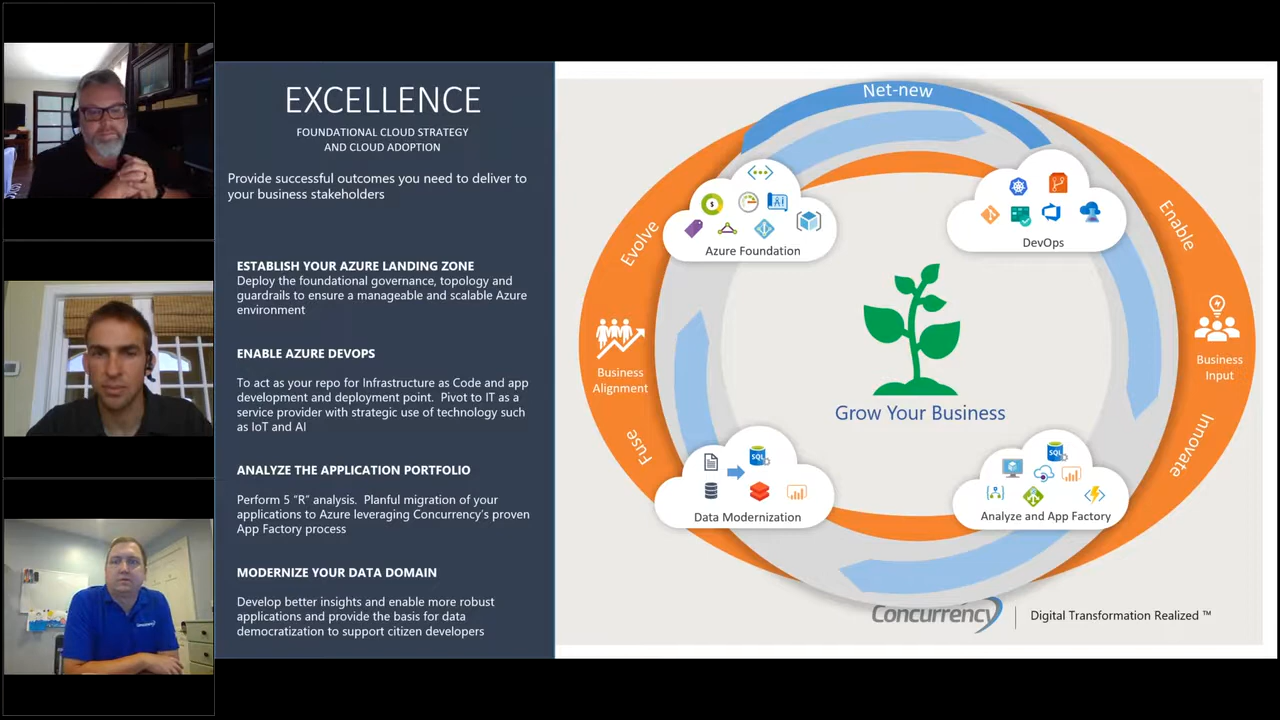 EXCELLENCE
FOUNDATIONAL CLOUD STRATEGY
AND CLOUD ADOPTION
Provide successful outcomes you need to deliver to
your business stakeholders
ESTABLISH YOUR AZURE LANDING ZONE
Deploy the foundational governance, topology and
guardrails to ensure a manageable and scalable Azure
environment
ENABLE AZURE DEVOPS
To act as your repo for Infrastructure as Code and app
development and deployment point.  Pivot to IT as a
service provider with strategic use of technology such
as IoT and AI
ANALYZE THE APPLICATION PORTFOLIO
Perform 5 “R” analysis.  Planful migration of your
applications to Azure leveraging Concurrency’s proven
App Factory process
MODERNIZE YOUR DATA DOMAIN
Develop better insights and enable more robust
applications and provide the basis for data
democratization to support citizen developers
Net-new
Evolve
Enable
$
Azure Foundation
DevOps
Business
Alignment
Business
Input
Grow Your Business
Fuse
Innovate
SQL
SQL
Data Modernization
Analyze and App Factory
Concurrency
Digital Transformation Realized ™
Concurrency